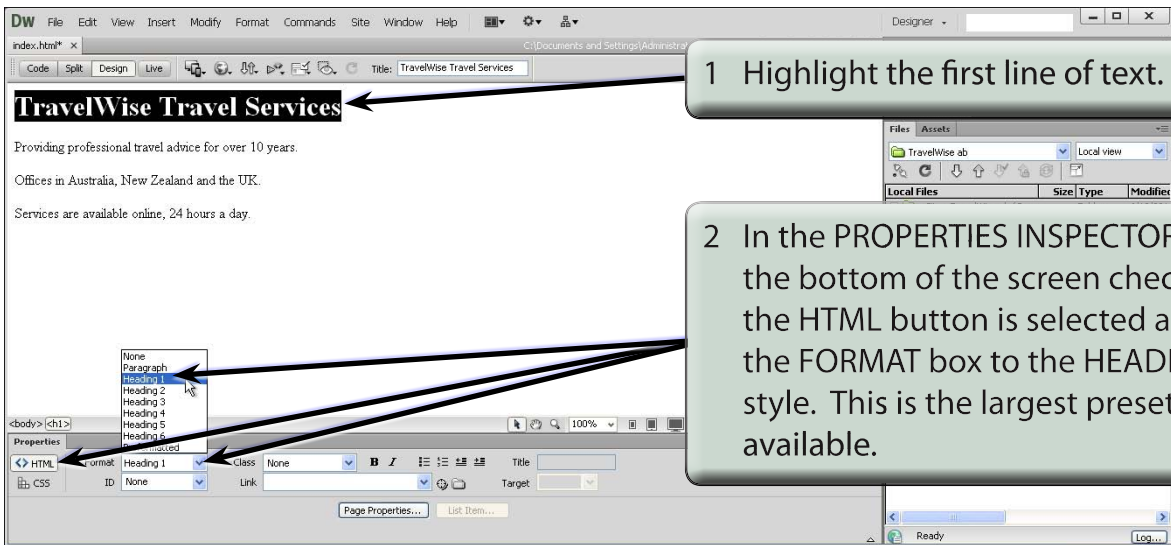 DW File Edit View Insert Modify Format Commands Site Window Help Designer
index.html* × C:\Documents and Settings\Administra
Code Split Design Live Title: TravelWise Travel Services
1 Highlight the first line of text.
TravelWise Travel Services
Providing professional travel advice for over 10 years.
Offices in Australia, New Zealand and the UK.
Services are available online, 24 hours a day.
Files Assets
TravelWise ab Local view
Local Files Size Type Modified
2 In the PROPERTIES INSPECTOR
the bottom of the screen chec
the HTML button is selected a
the FORMAT box to the HEADI
style. This is the largest preset
available.
None
Paragraph
Heading 1
Heading 2
Heading 3
Heading 4
Heading 5
Heading 6
<body> <h1> 100%
Properties
<> HTML Format Heading 1 Class None B I Title
CSS ID None Link Target
Page Properties... List Item...
Ready Log...